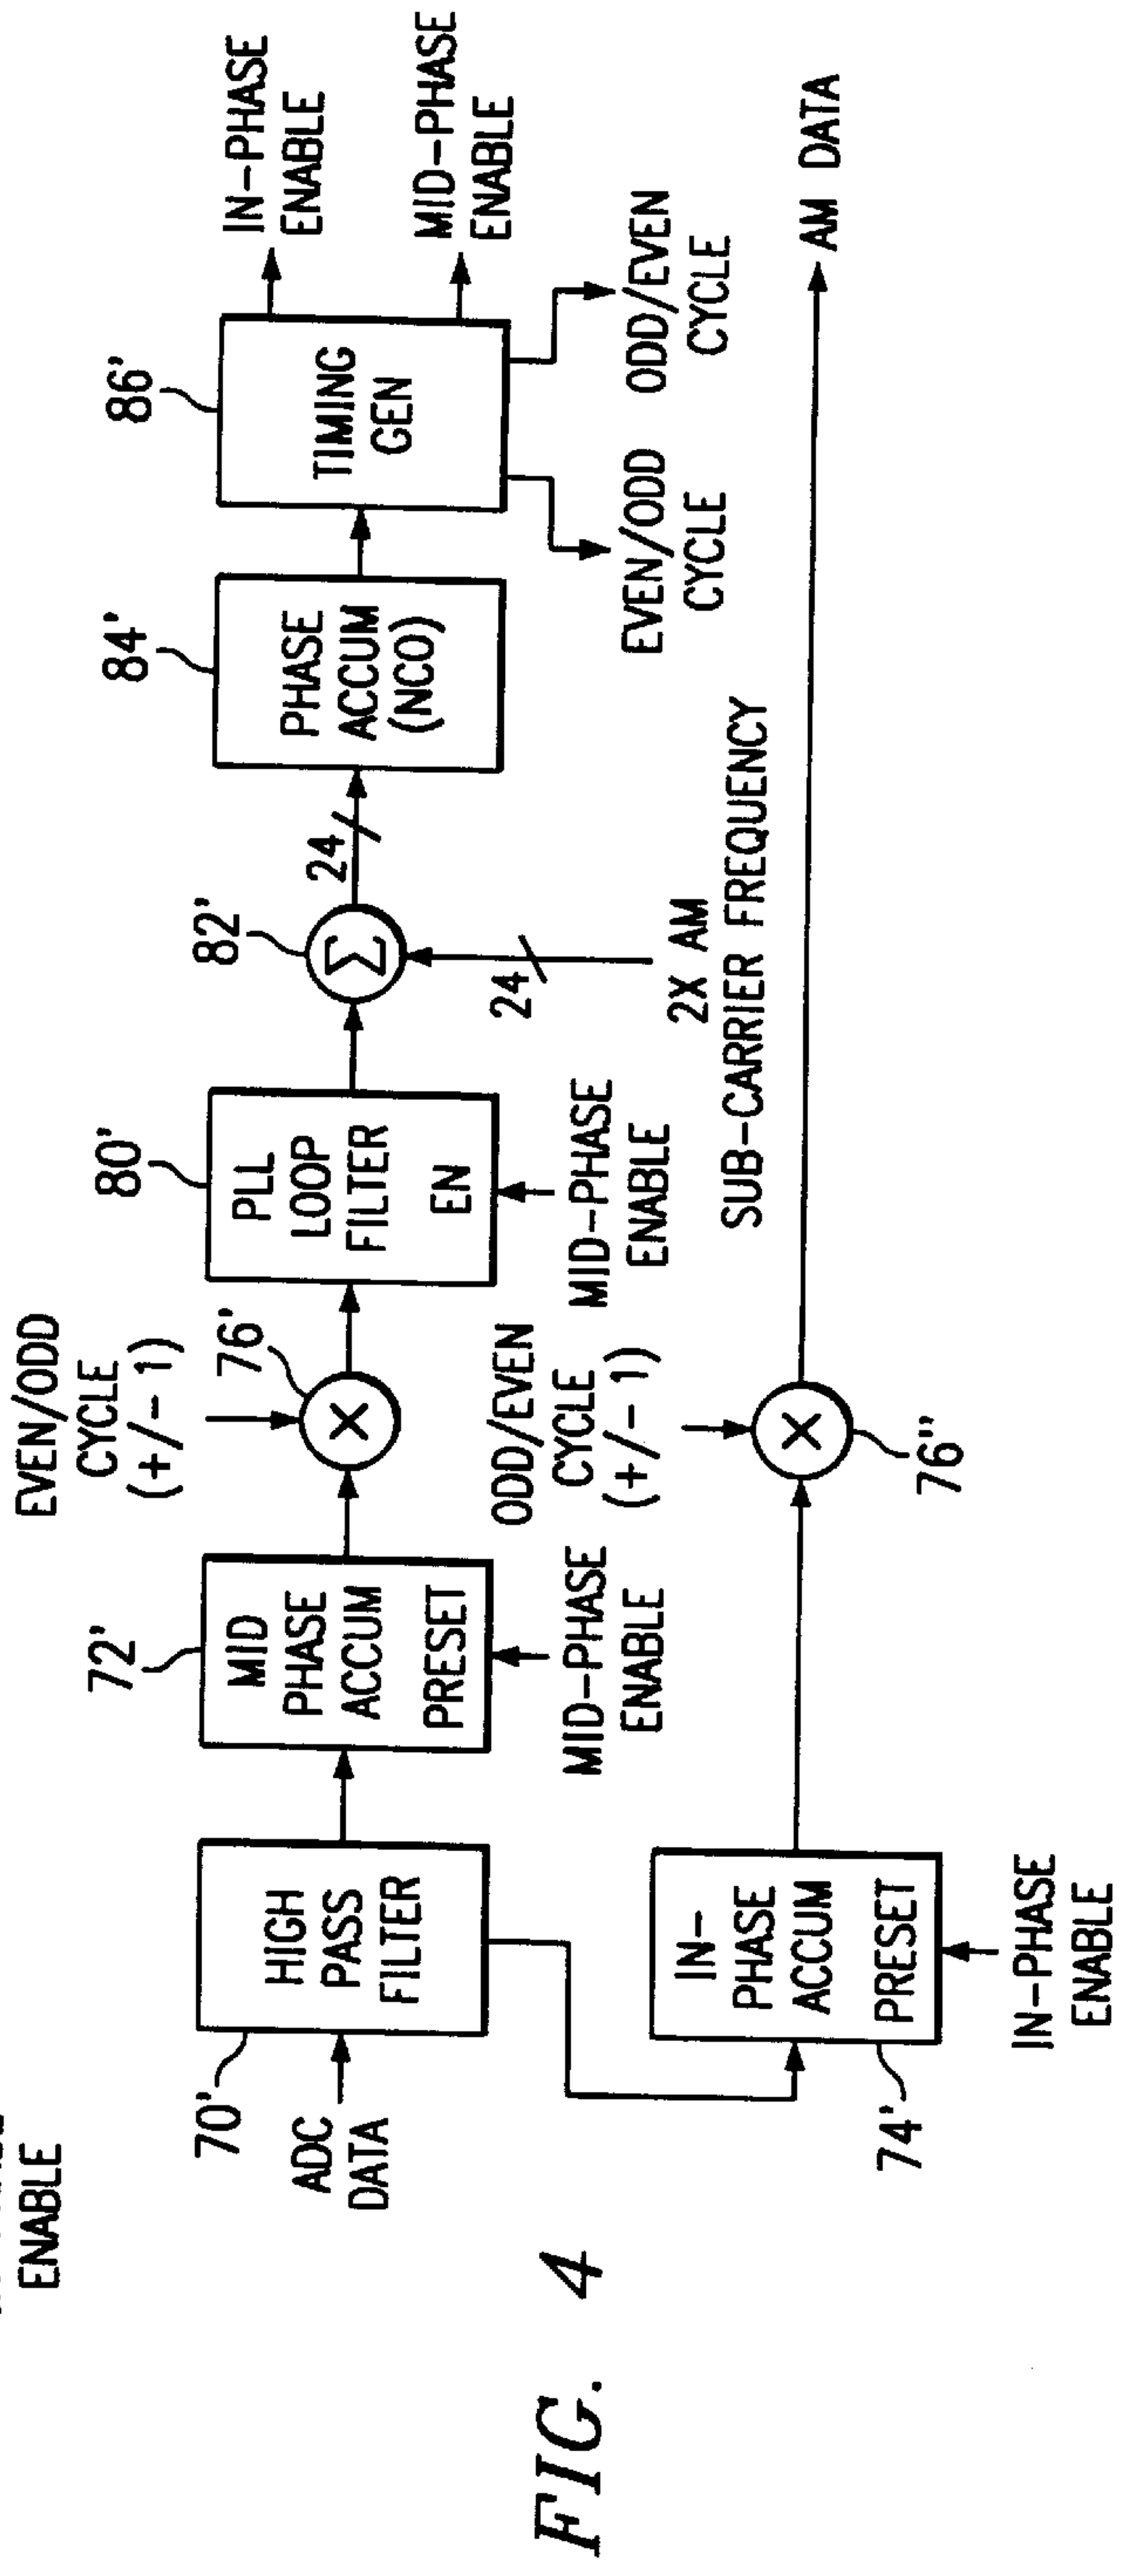 ENABLE
EVEN/ODD
CYCLE
(+/- 1)
70'
72'
76'
80'
82'
84'
86'
ADC
DATA
HIGH
PASS
FILTER
MID
PHASE
ACCUM
PRESET
X
PLL
LOOP
FILTER
EN
Σ
24
PHASE
ACCUM
(NCO)
TIMING
GEN
IN-PHASE
ENABLE
MID-PHASE
ENABLE
MID-PHASE
ENABLE
ODD/EVEN
CYCLE
(+/- 1)
MID-PHASE
ENABLE
24
2X AM
SUB-CARRIER FREQUENCY
EVEN/ODD
CYCLE
ODD/EVEN
CYCLE
IN-
PHASE
ACCUM
PRESET
74'
IN-PHASE
ENABLE
X
76"
AM DATA
FIG. 4